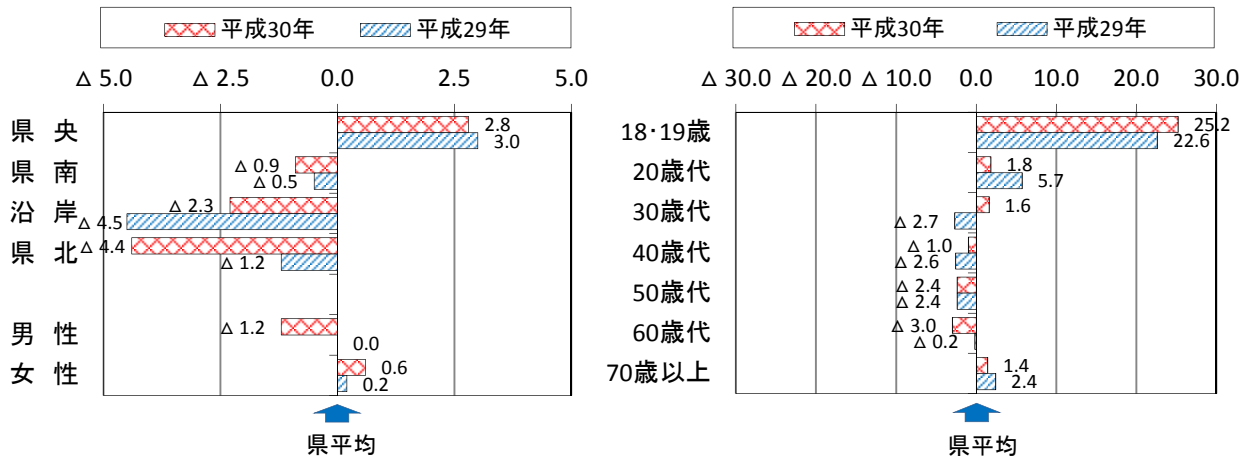 平成30年 平成29年
△ 5.0 △ 2.5 0.0 2.5 5.0
県 央 2.8
3.0
県 南 △ 0.9
△ 0.5
沿 岸 △ 2.3
△ 4.5
県 北 △ 4.4
△ 1.2
男 性 △ 1.2
0.0
女 性 0.6
0.2
県平均
平成30年 平成29年
△ 30.0 △ 20.0 △ 10.0 0.0 10.0 20.0 30.0
18・19歳 25.2
22.6
20歳代 1.8
5.7
30歳代 1.6
△ 2.7
40歳代 △ 1.0
△ 2.6
50歳代 △ 2.4
△ 2.4
60歳代 △ 3.0
△ 0.2
70歳以上 1.4
2.4
県平均